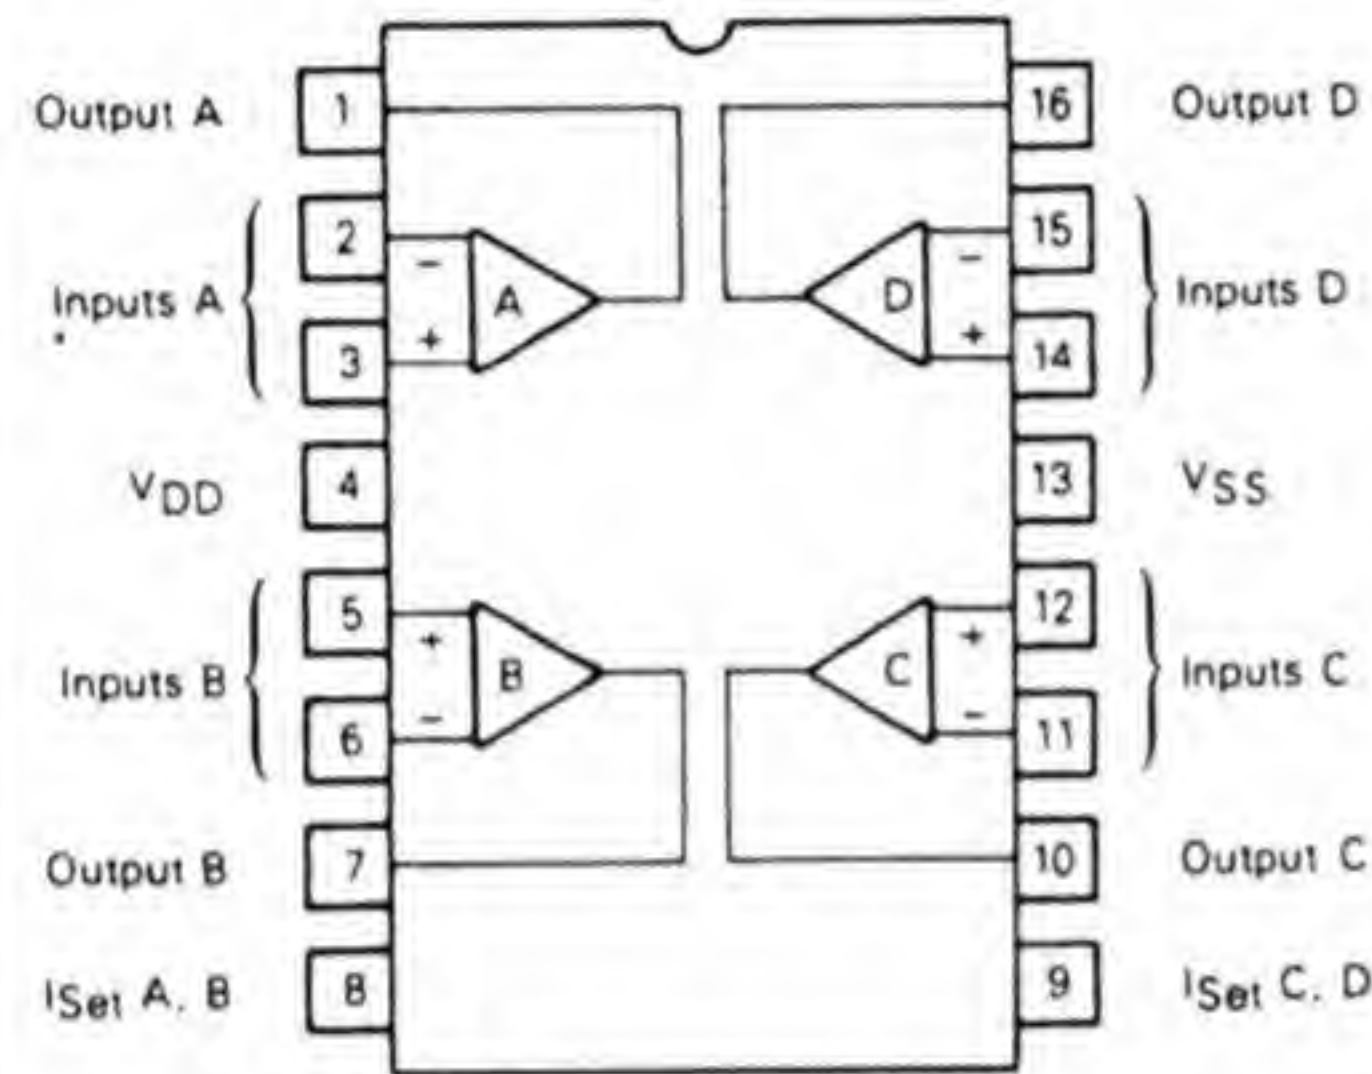 Output A 1 16 Output D
2 15
- -
Inputs A A D Inputs D
+ +
3 14
VDD 4 13 VSS
5 12
+ +
Inputs B B C Inputs C
- -
6 11
Output B 7 10 Output C
ISet A, B 8 9 ISet C, D